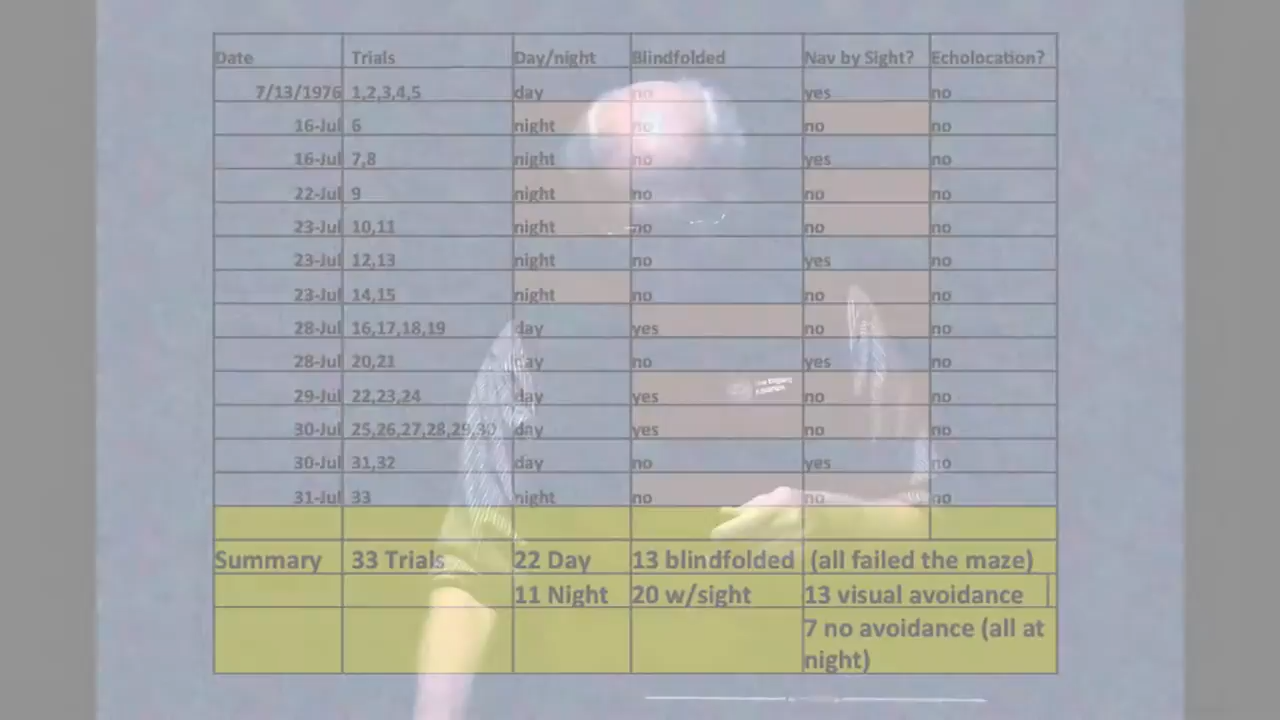 Date Trials Day/night Blindfolded Nav by Sight? Echolocation?
7/13/1976 1,2,3,4,5 day no yes no
16-Jul 6 night no no no
16-Jul 7,8 night no yes no
22-Jul 9 night no no no
23-Jul 10,11 night no no no
23-Jul 12,13 night no yes no
23-Jul 14,15 night no no no
28-Jul 16,17,18,19 day yes no no
28-Jul 20,21 day no yes no
29-Jul 22,23,24 day yes no no
30-Jul 25,26,27,28,29,30 day yes no no
30-Jul 31,32 day no yes no
31-Jul 33 night no no no
Summary 33 Trials 22 Day 13 blindfolded (all failed the maze)
11 Night 20 w/sight 13 visual avoidance
7 no avoidance (all at
night)